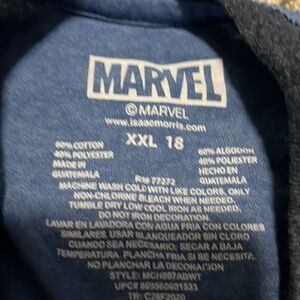 MARVEL
©MARVEL
www.isaacmorris.com
XXL 18
60% COTTON
40% POLYESTER
MADE IN
GUATEMALA
60% ALGODON
40% POLIESTER
HECHO EN
GUATEMALA
RN# 77272
MACHINE WASH COLD WITH LIKE COLORS. ONLY
NON-CHLORINE BLEACH WHEN NEEDED.
TUMBLE DRY LOW. COOL IRON AS NEEDED.
DO NOT IRON DECORATION
LAVAR EN LAVADORA CON AGUA FRIA CON COLORES
SIMILARES. USAR BLANQUEADOR SIN CLORO
CUANDO SEA NECESARIO; SECAR A BAJA
TEMPERATURA. PLANCHA FRIA SI SE NECESITA.
NO PLANCHAR LA DECORACION
STYLE: MCH007ADWT
UPC#